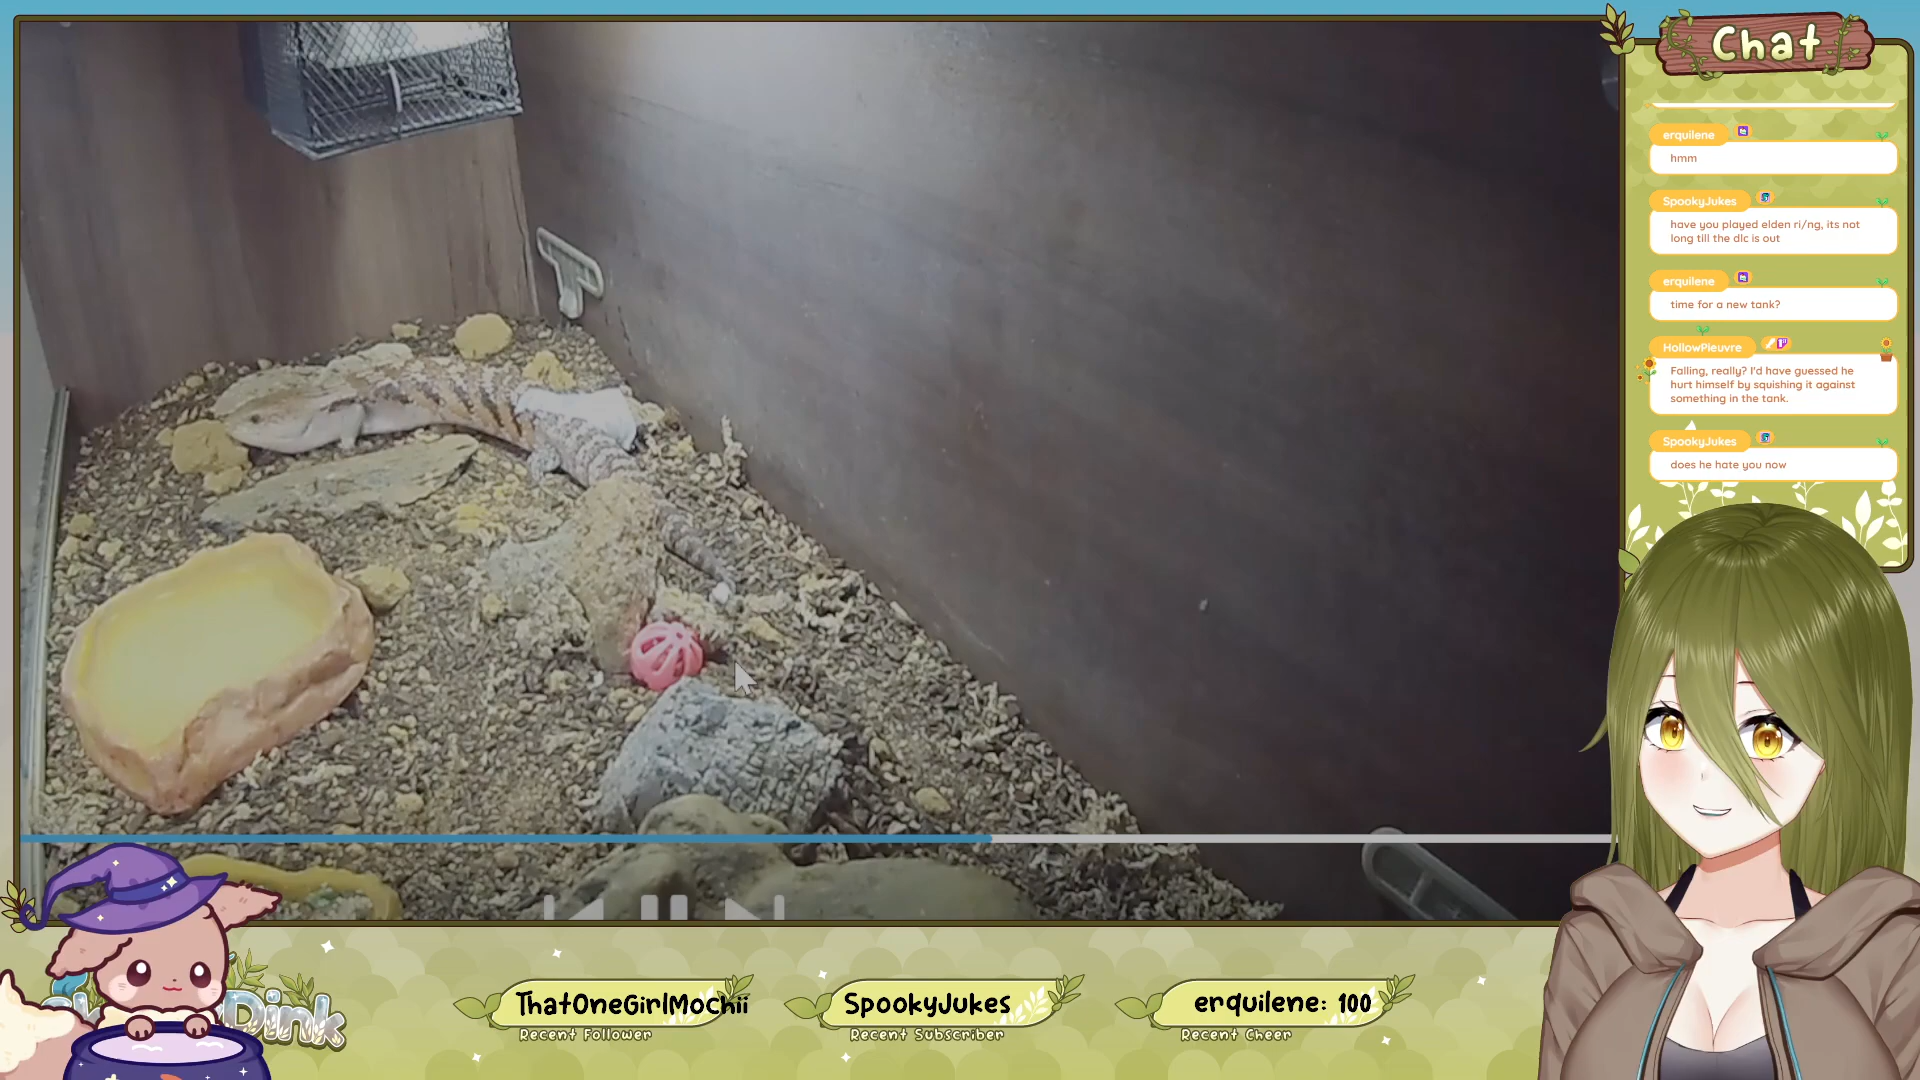 Chat
erquilene
hmm
SpookyJukes
have you played elden ri/ng, its not
long till the dlc is out
erquilene
time for a new tank?
HollowPieuvre
Falling, really? I'd have guessed he
hurt himself by squishing it against
something in the tank.
SpookyJukes
does he hate you now
Dink
ThatOneGirlMochii
Recent Follower
SpookyJukes
Recent Subscriber
erquilene: 100
Recent Cheer